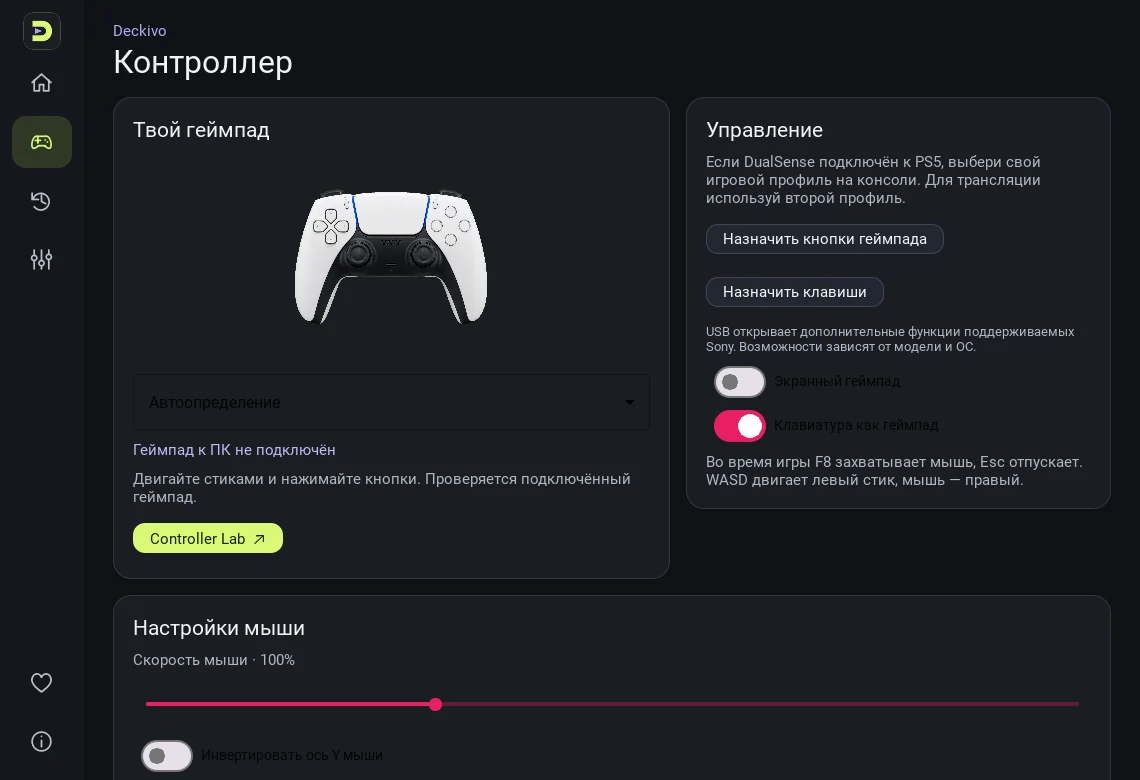 Deckivo
Контроллер
Твой геймпад
Автоопределение
Геймпад к ПК не подключён
Двигайте стиками и нажимайте кнопки. Проверяется подключённый
геймпад.
Controller Lab
Управление
Если DualSense подключён к PS5, выбери свой
игровой профиль на консоли. Для трансляции
используй второй профиль.
Назначить кнопки геймпада
Назначить клавиши
USB открывает дополнительные функции поддерживаемых
Sony. Возможности зависят от модели и ОС.
Экранный геймпад
Клавиатура как геймпад
Во время игры F8 захватывает мышь, Esc отпускает.
WASD двигает левый стик, мышь — правый.
Настройки мыши
Скорость мыши · 100%
Инвертировать ось Y мыши